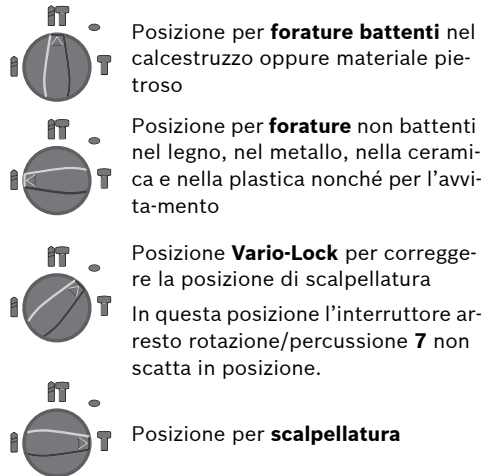 Posizione per forature battenti nel
calcestruzzo oppure materiale pie-
troso
Posizione per forature non battenti
nel legno, nel metallo, nella cerami-
ca e nella plastica nonché per l'avvi-
ta-mento
Posizione Vario-Lock per corregge-
re la posizione di scalpellatura
In questa posizione l'interruttore ar-
resto rotazione/percussione 7 non
scatta in posizione.
Posizione per scalpellatura